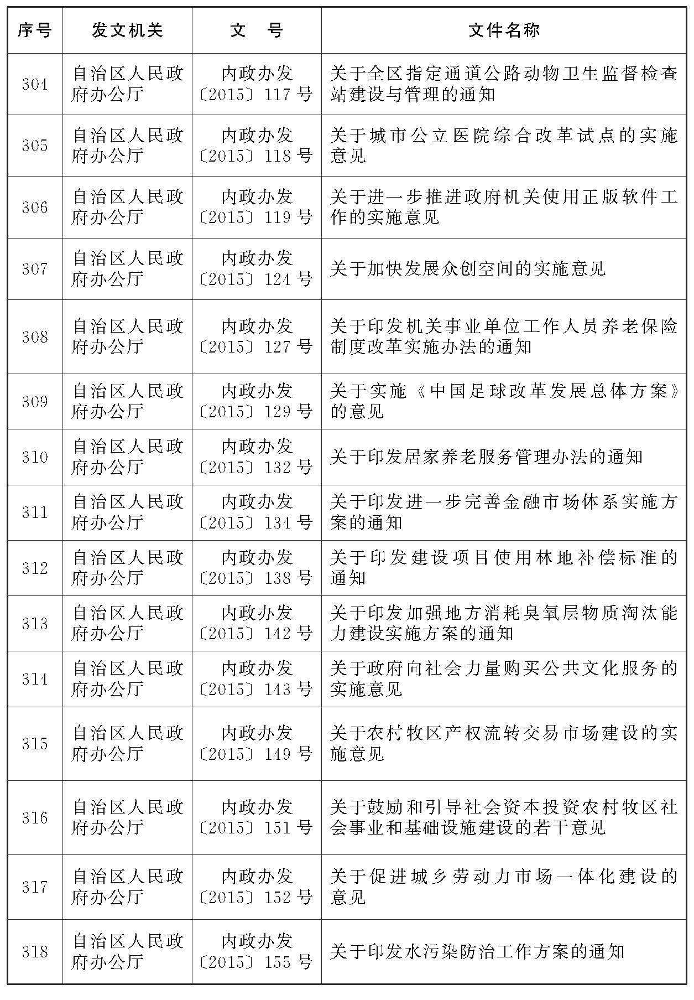 序号 发文机关 文 号 文件名称
304 自治区人民政府办公厅 内政办发〔2015〕117号 关于全区指定通道公路动物卫生监督检查站建设与管理的通知
305 自治区人民政府办公厅 内政办发〔2015〕118号 关于城市公立医院综合改革试点的实施意见
306 自治区人民政府办公厅 内政办发〔2015〕119号 关于进一步推进政府机关使用正版软件工作的实施意见
307 自治区人民政府办公厅 内政办发〔2015〕124号 关于加快发展众创空间的实施意见
308 自治区人民政府办公厅 内政办发〔2015〕127号 关于印发机关事业单位工作人员养老保险制度改革实施办法的通知
309 自治区人民政府办公厅 内政办发〔2015〕129号 关于实施《中国足球改革发展总体方案》的意见
310 自治区人民政府办公厅 内政办发〔2015〕132号 关于印发居家养老服务管理办法的通知
311 自治区人民政府办公厅 内政办发〔2015〕134号 关于印发进一步完善金融市场体系实施方案的通知
312 自治区人民政府办公厅 内政办发〔2015〕138号 关于印发建设项目使用林地补偿标准的通知
313 自治区人民政府办公厅 内政办发〔2015〕142号 关于印发加强地方消耗臭氧层物质淘汰能力建设实施方案的通知
314 自治区人民政府办公厅 内政办发〔2015〕143号 关于政府向社会力量购买公共文化服务的实施意见
315 自治区人民政府办公厅 内政办发〔2015〕149号 关于农村牧区产权流转交易市场建设的实施意见
316 自治区人民政府办公厅 内政办发〔2015〕151号 关于鼓励和引导社会资本投资农村牧区社会事业和基础设施建设的若干意见
317 自治区人民政府办公厅 内政办发〔2015〕152号 关于促进城乡劳动力市场一体化建设的意见
318 自治区人民政府办公厅 内政办发〔2015〕155号 关于印发水污染防治工作方案的通知